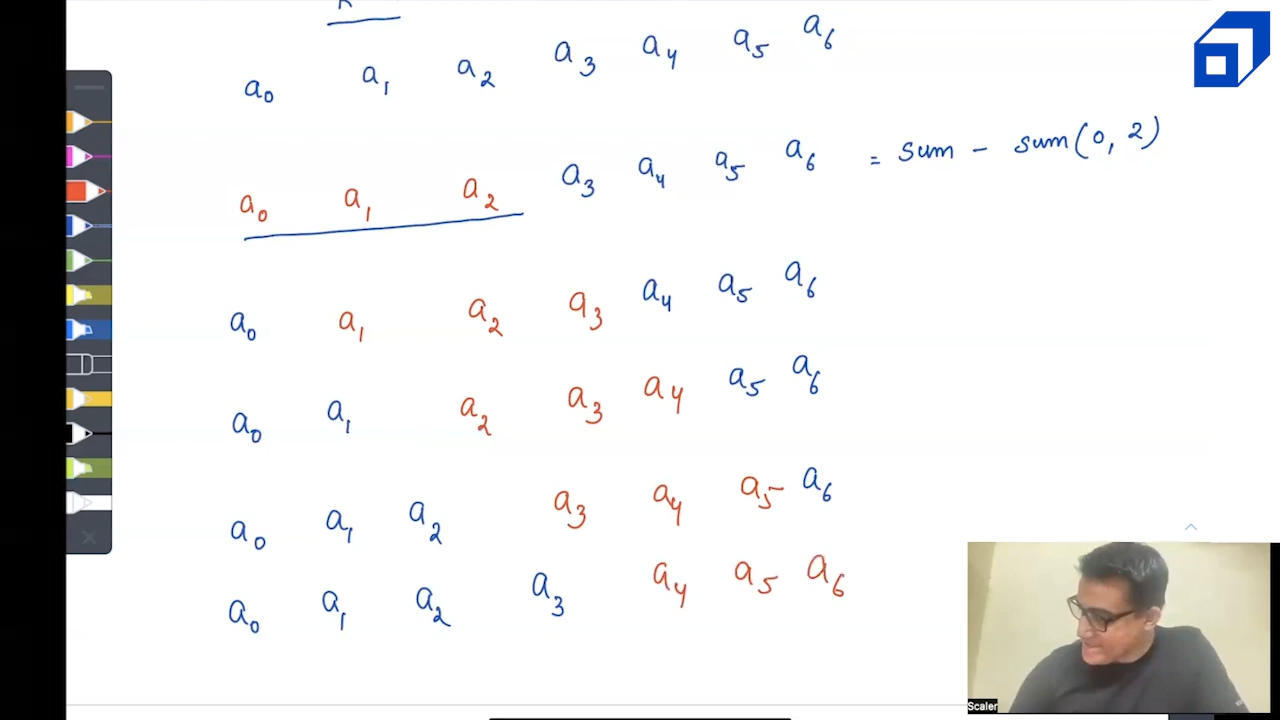 a₀ a₁ a₂ a₃ a₄ a₅ a₆
a₀ a₁ a₂ a₃ a₄ a₅ a₆ = sum - sum(0, 2)
a₀ a₁ a₂ a₃ a₄ a₅ a₆
a₀ a₁ a₂ a₃ a₄ a₅ a₆
a₀ a₁ a₂ a₃ a₄ a₅ a₆
a₀ a₁ a₂ a₃ a₄ a₅ a₆
Scaler